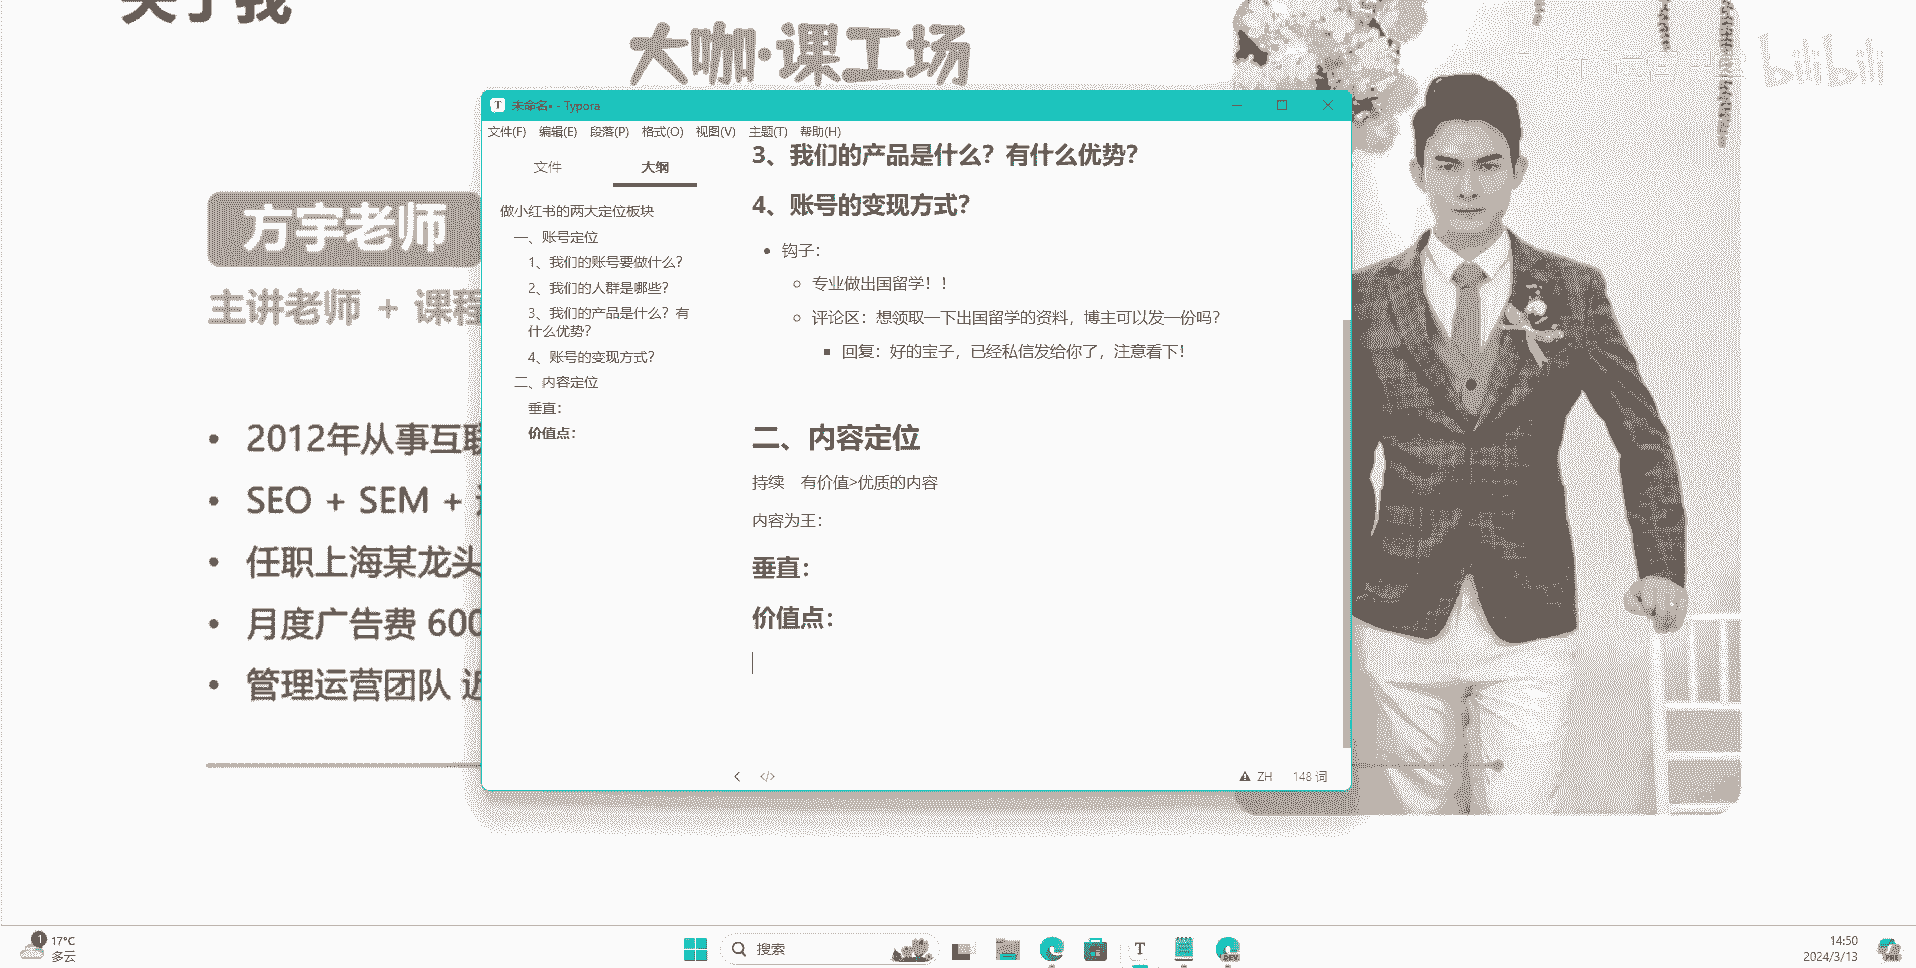 关于我
大咖·课工场
bilibili
方宇老师
主讲老师 + 课程
2012年从事互联
SEO + SEM +
任职上海某龙头
月度广告费 600
管理运营团队 近
未命名• - Typora
文件(F) 编辑(E) 段落(P) 格式(O) 视图(V) 主题(T) 帮助(H)
文件 大纲
做小红书的两大定位板块
一、账号定位
1、我们的账号要做什么？
2、我们的人群是哪些？
3、我们的产品是什么？有
什么优势？
4、账号的变现方式？
二、内容定位
垂直：
价值点：
3、我们的产品是什么？有什么优势？
4、账号的变现方式？
钩子：
专业做出国留学！！
评论区：想领取一下出国留学的资料，博主可以发一份吗？
回复：好的宝子，已经私信发给你了，注意看下！
二、内容定位
持续 有价值>优质的内容
内容为王：
垂直：
价值点：
ZH 148 词
1 17°C
多云
搜索
T
DEV
14:50
2024/3/13
PRE